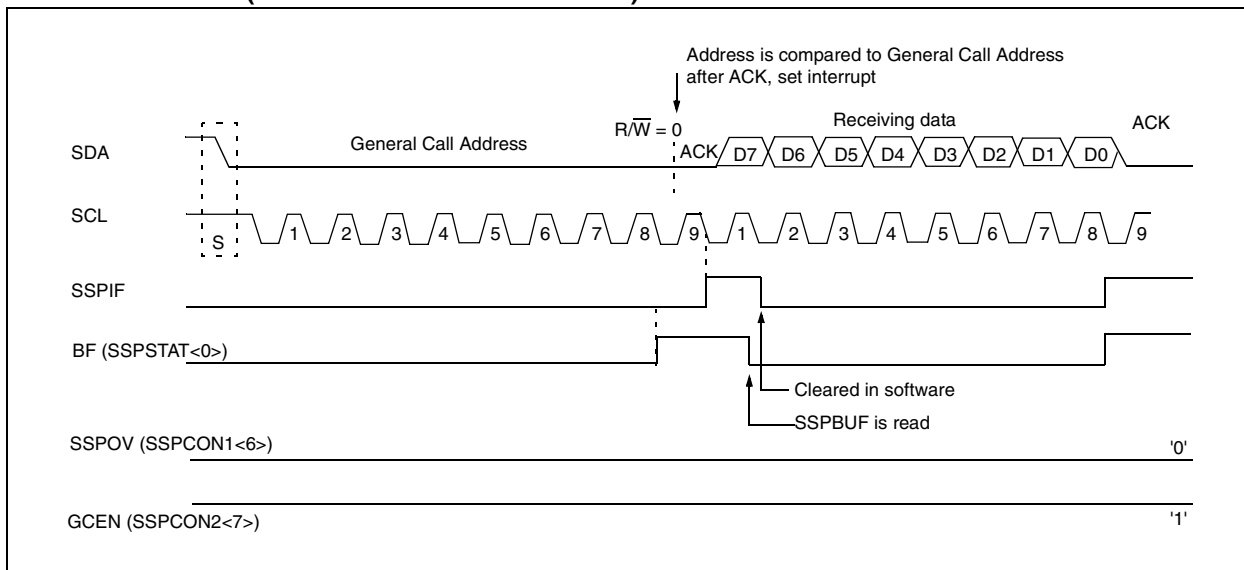 Address is compared to General Call Address
after ACK, set interrupt
R/W̅ = 0
Receiving data
ACK
SDA
General Call Address
ACK
D7 D6 D5 D4 D3 D2 D1 D0
SCL
S
1 2 3 4 5 6 7 8 9 1 2 3 4 5 6 7 8 9
SSPIF
BF (SSPSTAT<0>)
Cleared in software
SSPBUF is read
SSPOV (SSPCON1<6>)
'0'
GCEN (SSPCON2<7>)
'1'